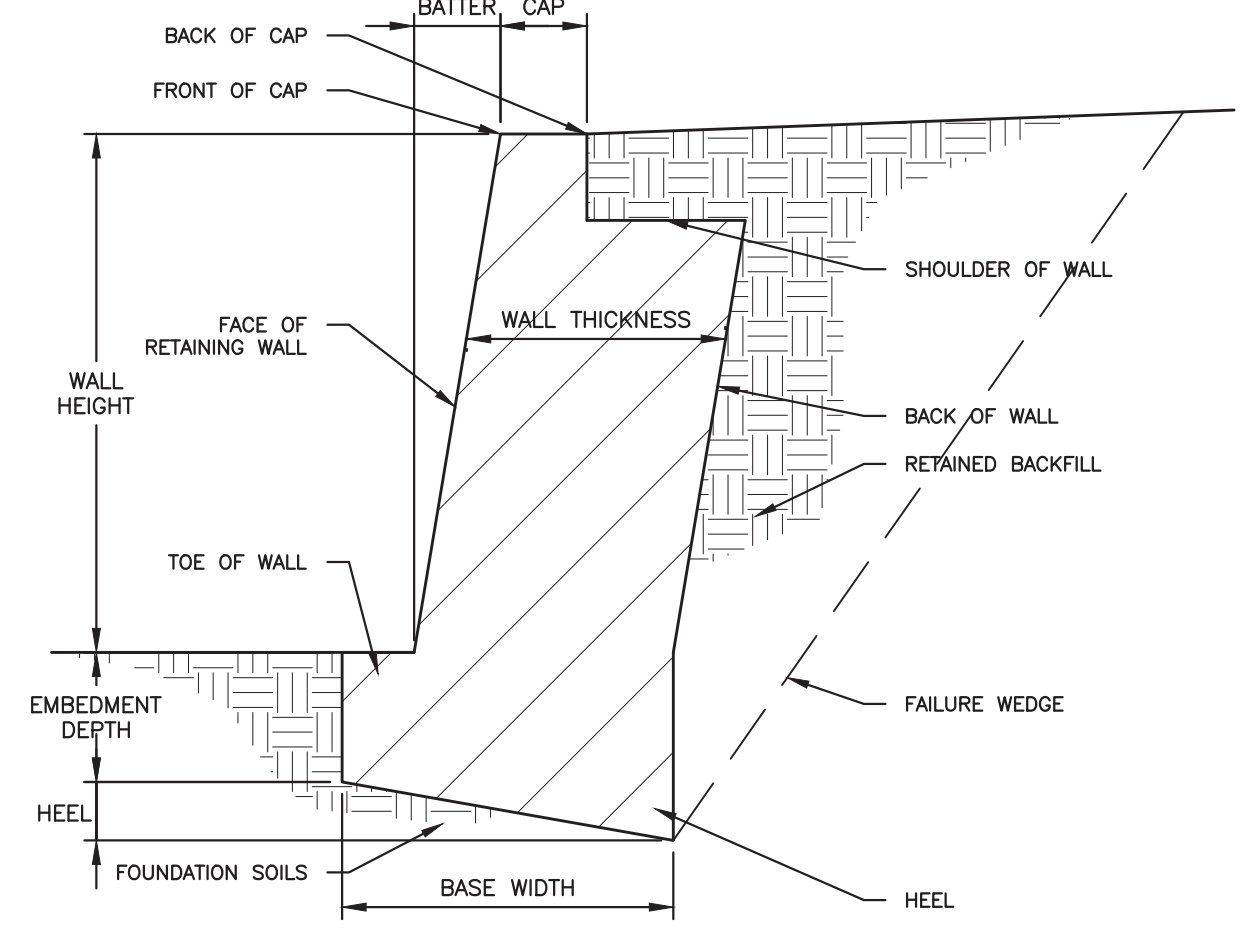 BATTER CAP
BACK OF CAP
FRONT OF CAP
SHOULDER OF WALL
WALL THICKNESS
FACE OF
RETAINING WALL
WALL
HEIGHT
BACK OF WALL
RETAINED BACKFILL
TOE OF WALL
EMBEDMENT
DEPTH
FAILURE WEDGE
HEEL
FOUNDATION SOILS
BASE WIDTH
HEEL